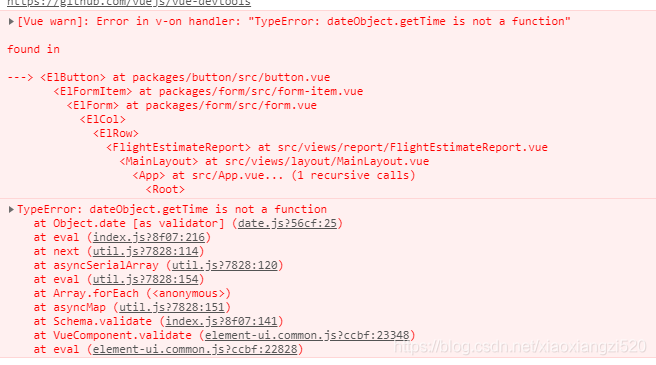 https://github.com/vuejs/vue-devtools
▶[Vue warn]: Error in v-on handler: "TypeError: dateObject.getTime is not a function"
found in
---> <ElButton> at packages/button/src/button.vue
<ElFormItem> at packages/form/src/form-item.vue
<ElForm> at packages/form/src/form.vue
<ElCol>
<ElRow>
<FlightEstimateReport> at src/views/report/FlightEstimateReport.vue
<MainLayout> at src/views/layout/MainLayout.vue
<App> at src/App.vue... (1 recursive calls)
<Root>
▶TypeError: dateObject.getTime is not a function
at Object.date [as validator] (date.js?56cf:25)
at eval (index.js?8f07:216)
at next (util.js?7828:114)
at asyncSerialArray (util.js?7828:120)
at eval (util.js?7828:154)
at Array.forEach (<anonymous>)
at asyncMap (util.js?7828:151)
at Schema.validate (index.js?8f07:141)
at VueComponent.validate (element-ui.common.js?ccbf:23348)
at eval (element-ui.common.js?ccbf:22828)
https://blog.csdn.net/xiaoxiangzi520